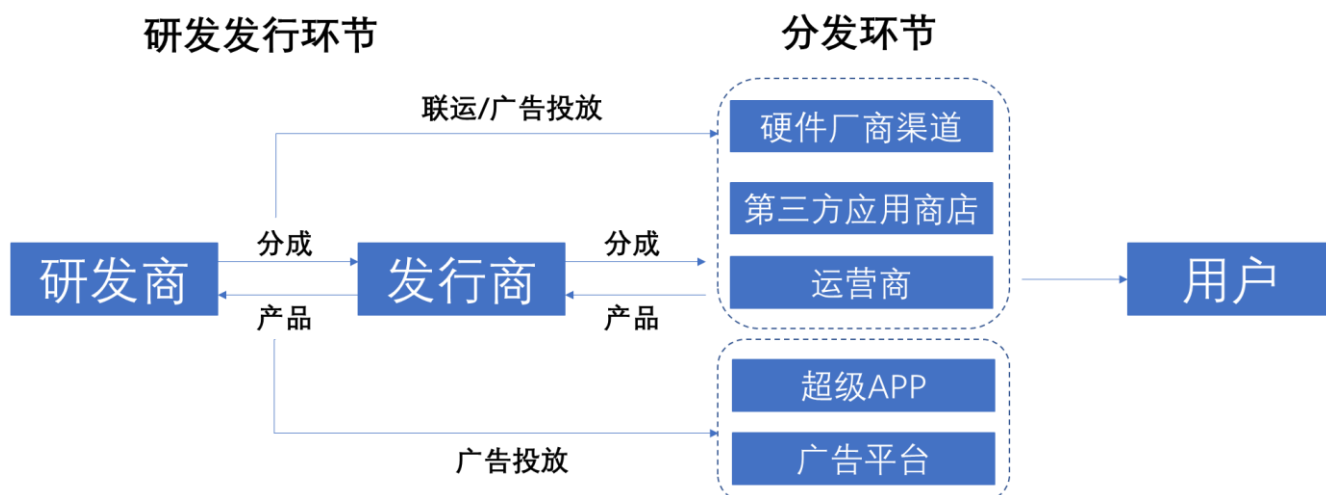 研发发行环节
分发环节
联运/广告投放
硬件厂商渠道
第三方应用商店
分成
分成
研发商
发行商
运营商
用户
产品
产品
超级APP
广告投放
广告平台